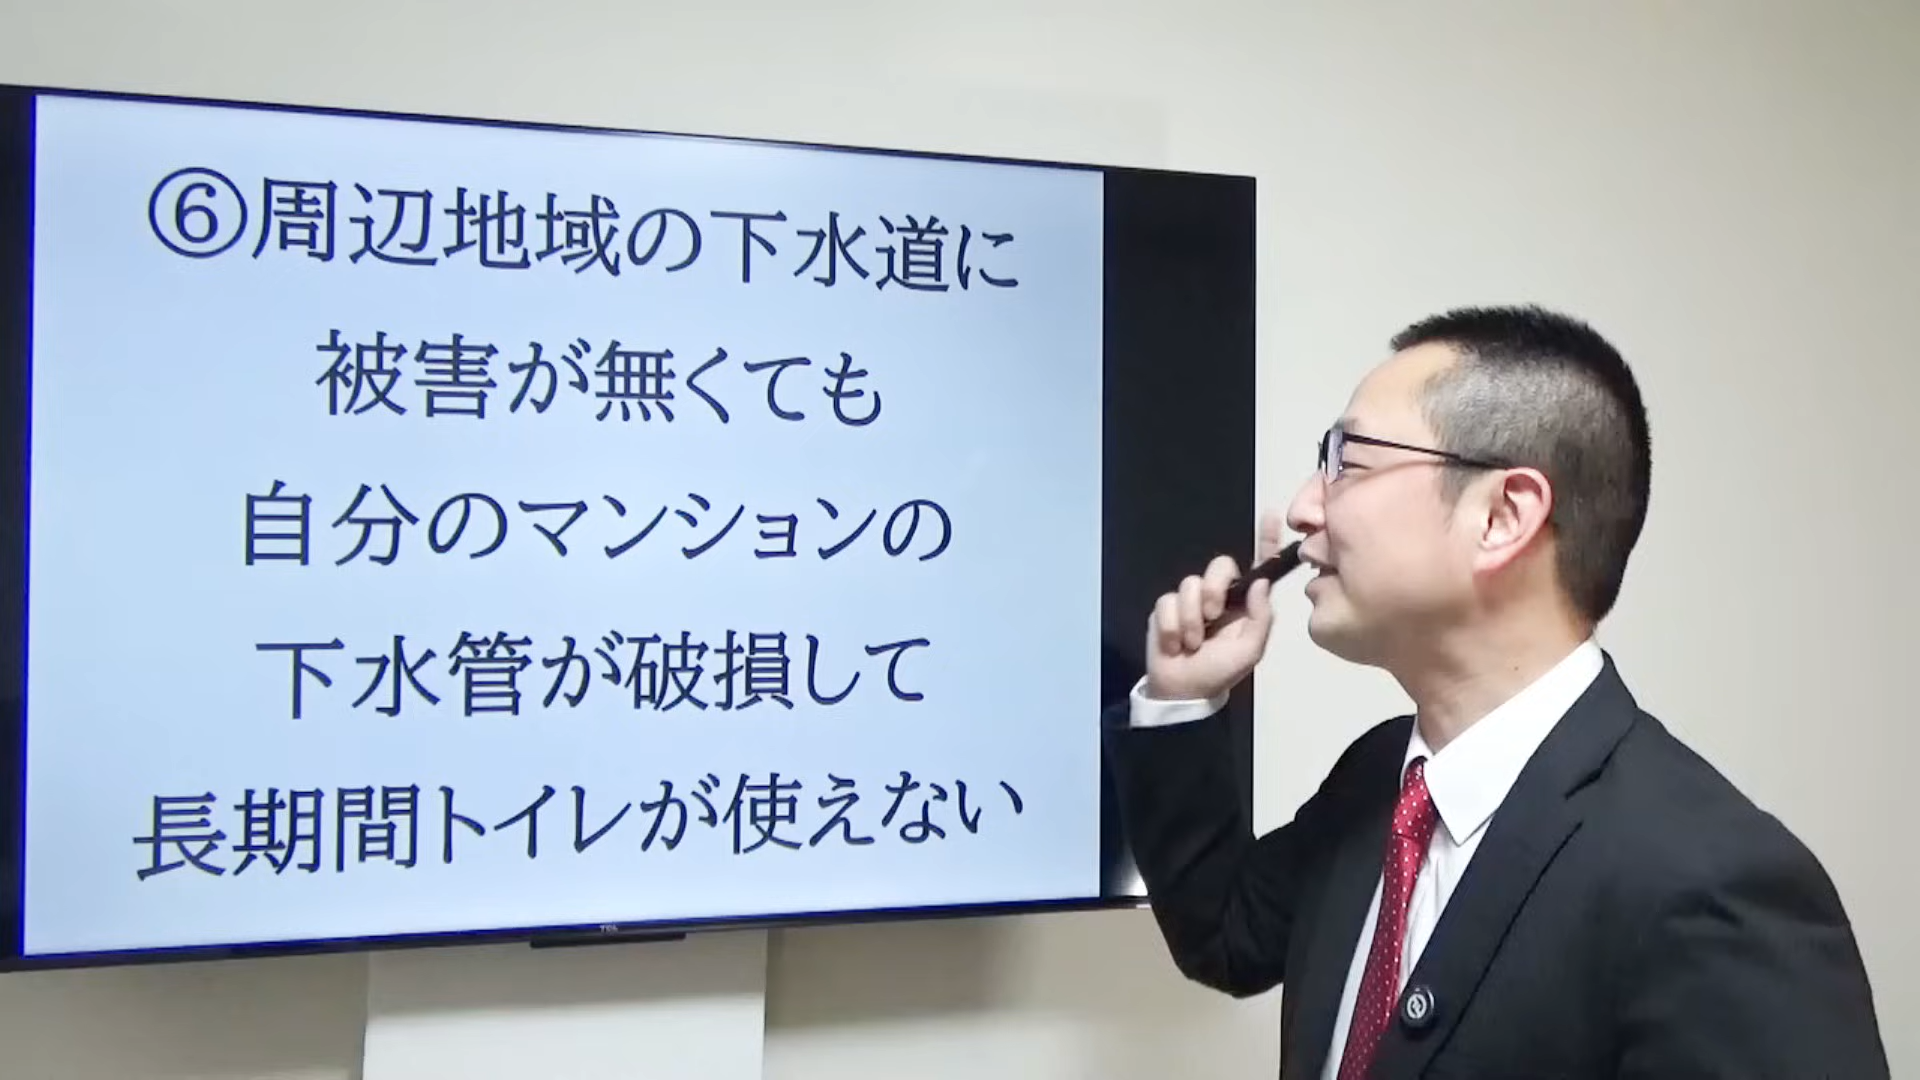 ⑥周辺地域の下水道に
被害が無くても
自分のマンションの
下水管が破損して
長期間トイレが使えない
TCL